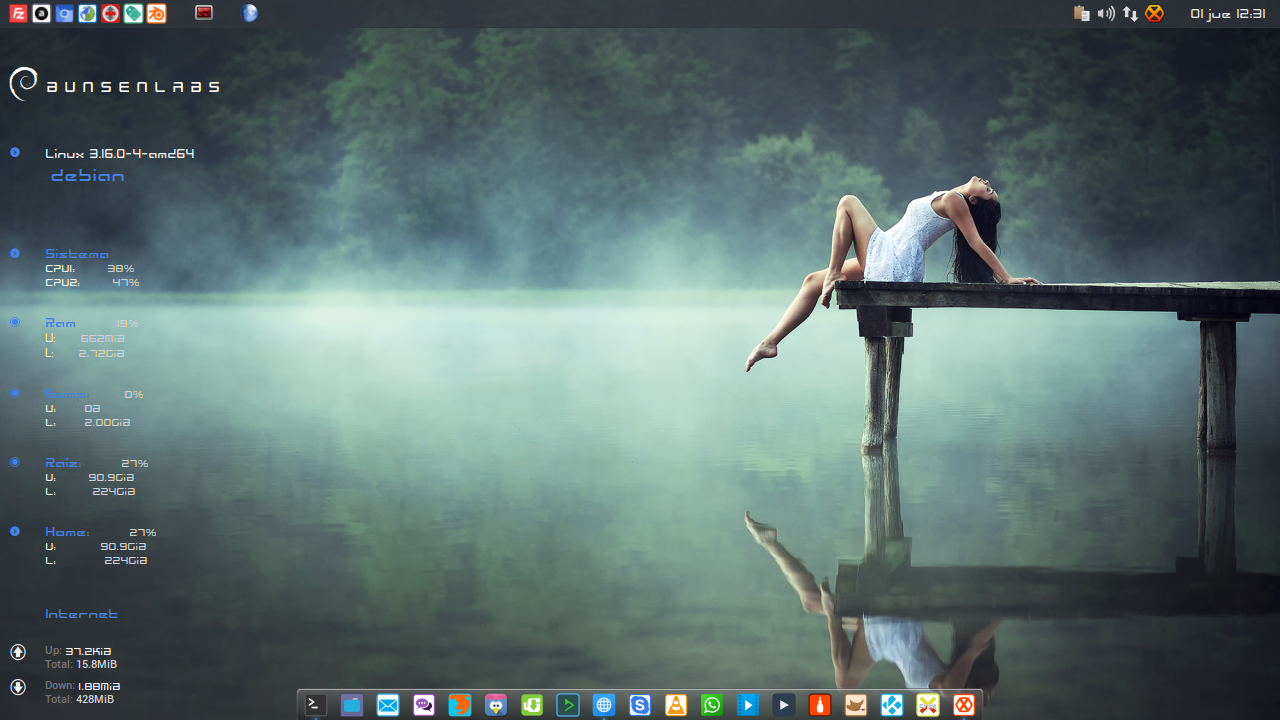 01 jue 12:31
BUNSENLABS
Linux 3.16.0-4-amd64
debian
Sistema
CPU1: 38%
CPU2: 47%
Ram 19%
U: 662MiB
L: 2.72GiB
0%
U: 0B
L: 2.00GiB
Raiz: 27%
U: 90.9GiB
L: 224GiB
Home: 27%
U: 90.9GiB
L: 224GiB
Internet
Up: 37.2KiB
Total: 15.8MiB
Down: 1.88MiB
Total: 428MiB